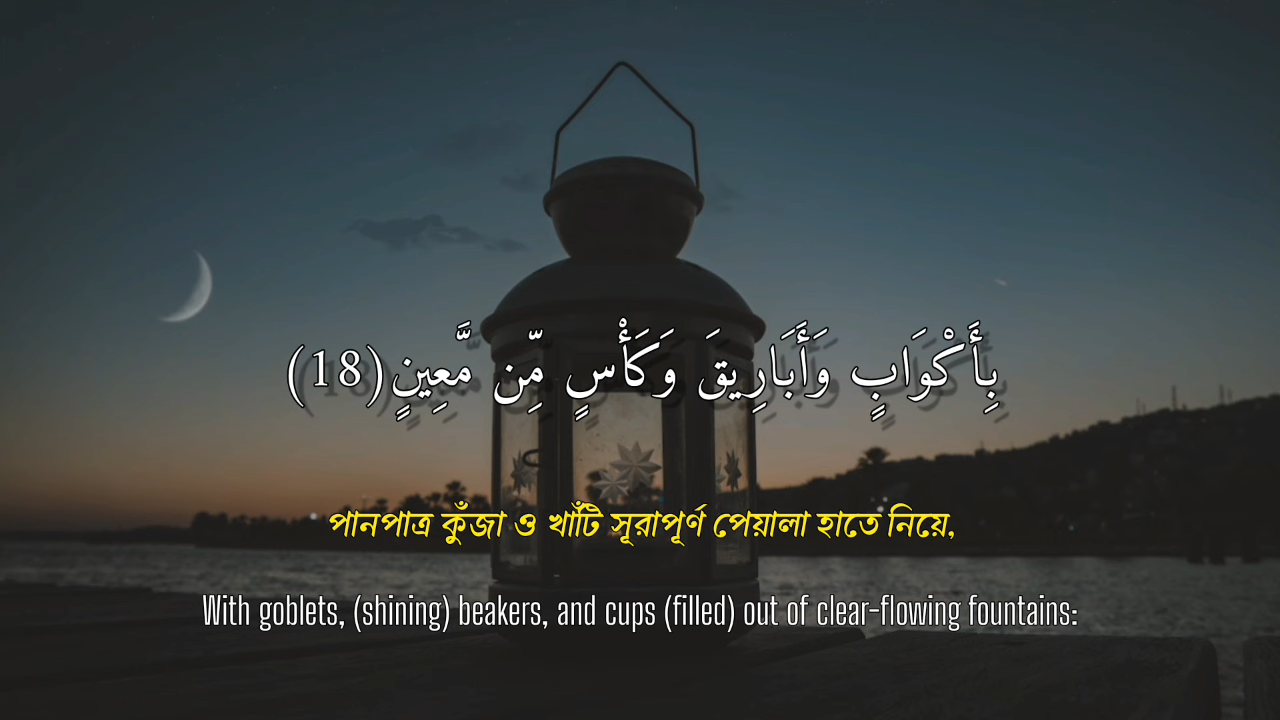 بِأَكْوَابٍ وَأَبَارِيقَ وَكَأْسٍ مِّن مَّعِينٍ(18)
পানপাত্র কুঁজা ও খাঁটি সূরাপূর্ণ পেয়ালা হাতে নিয়ে,
With goblets, (shining) beakers, and cups (filled) out of clear-flowing fountains: